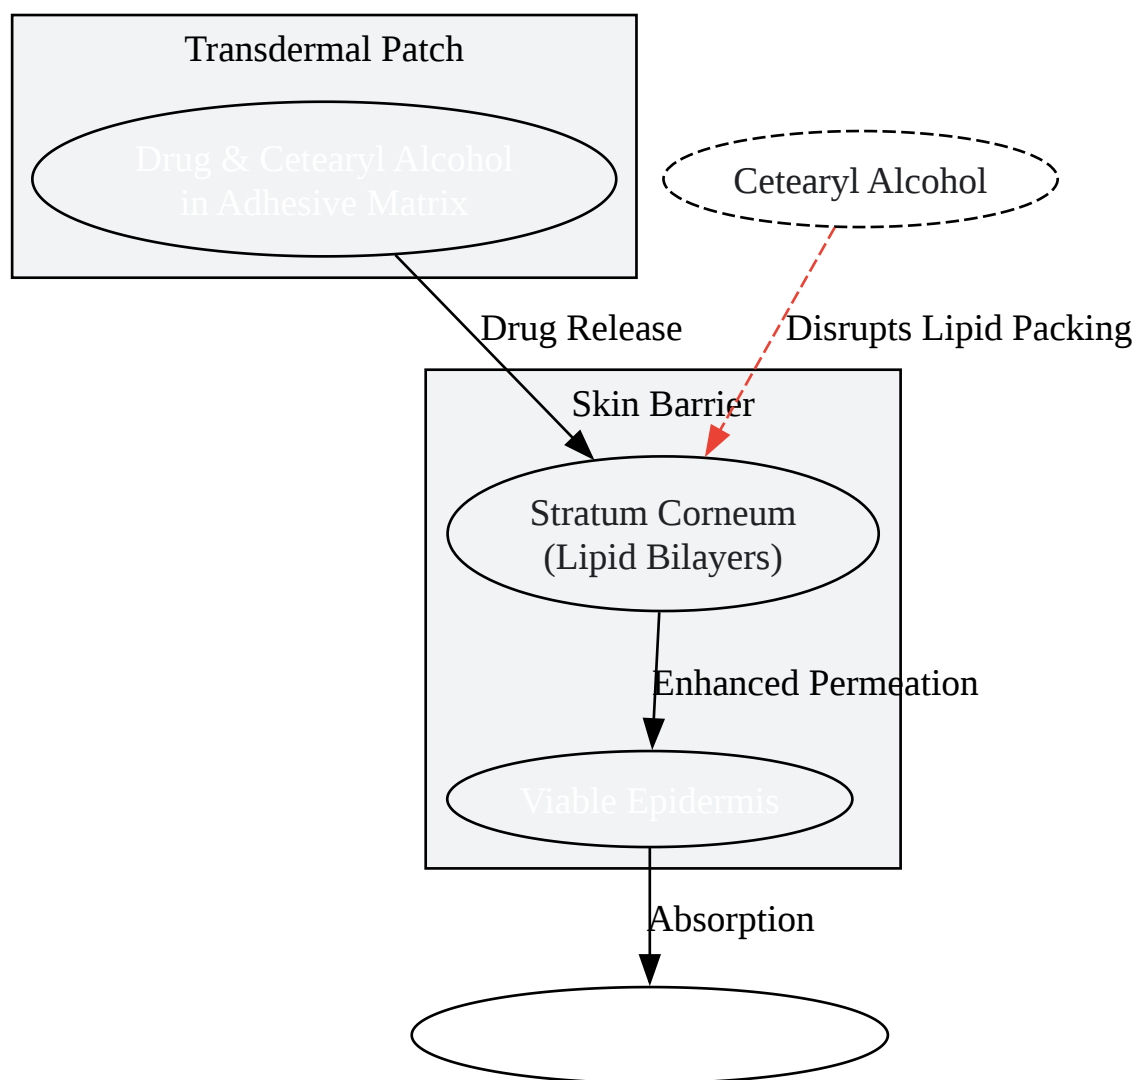 Transdermal Patch
Drug & Cetearyl Alcohol
in Adhesive Matrix
Cetearyl Alcohol
Drug Release
Disrupts Lipid Packing
Skin Barrier
Stratum Corneum
(Lipid Bilayers)
Enhanced Permeation
Viable Epidermis
Absorption